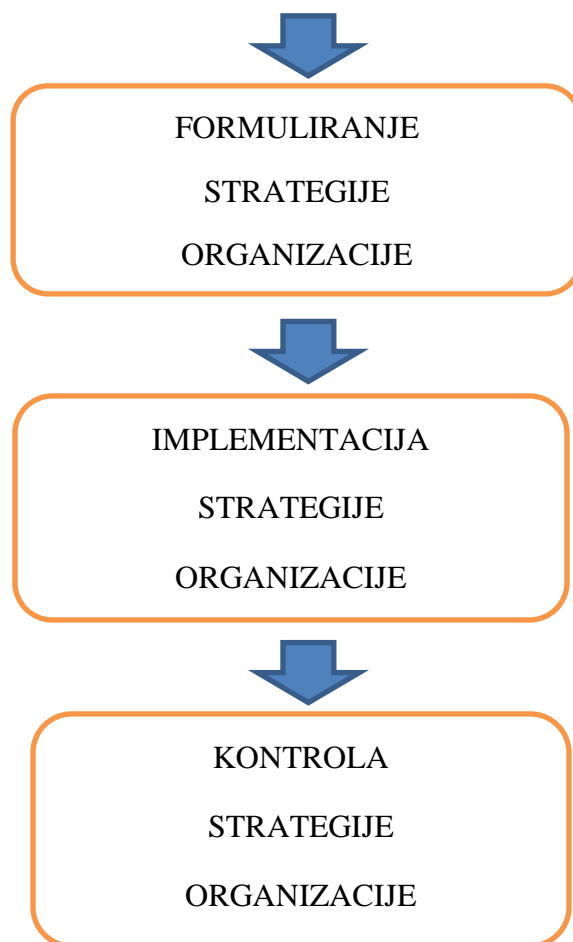 FORMULIRANJE
STRATEGIJE
ORGANIZACIJE
IMPLEMENTACIJA
STRATEGIJE
ORGANIZACIJE
KONTROLA
STRATEGIJE
ORGANIZACIJE